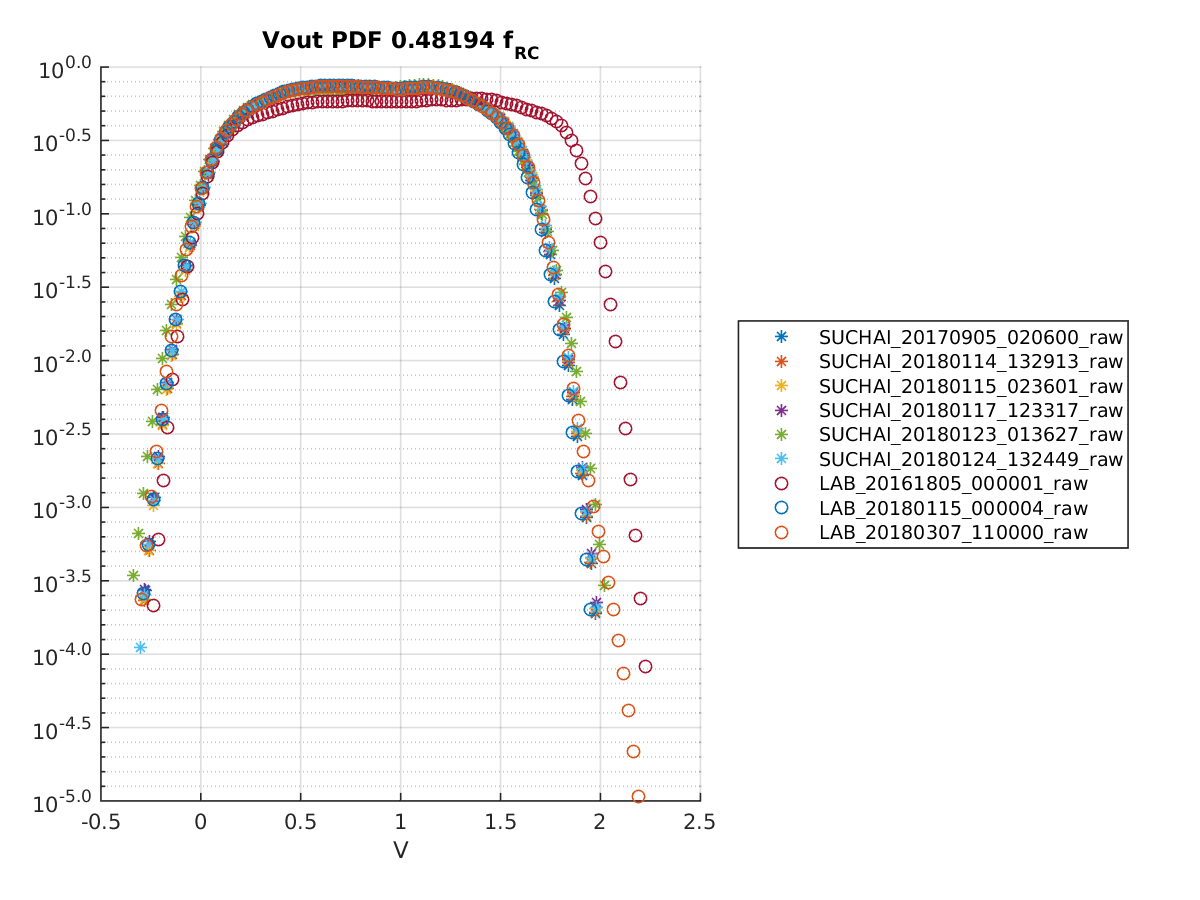 Vout PDF 0.48194 f_RC
10^0.0
10^-0.5
10^-1.0
10^-1.5
10^-2.0
10^-2.5
10^-3.0
10^-3.5
10^-4.0
10^-4.5
10^-5.0
-0.5 0 0.5 1 1.5 2 2.5
V
SUCHAI_20170905_020600_raw
SUCHAI_20180114_132913_raw
SUCHAI_20180115_023601_raw
SUCHAI_20180117_123317_raw
SUCHAI_20180123_013627_raw
SUCHAI_20180124_132449_raw
LAB_20161805_000001_raw
LAB_20180115_000004_raw
LAB_20180307_110000_raw